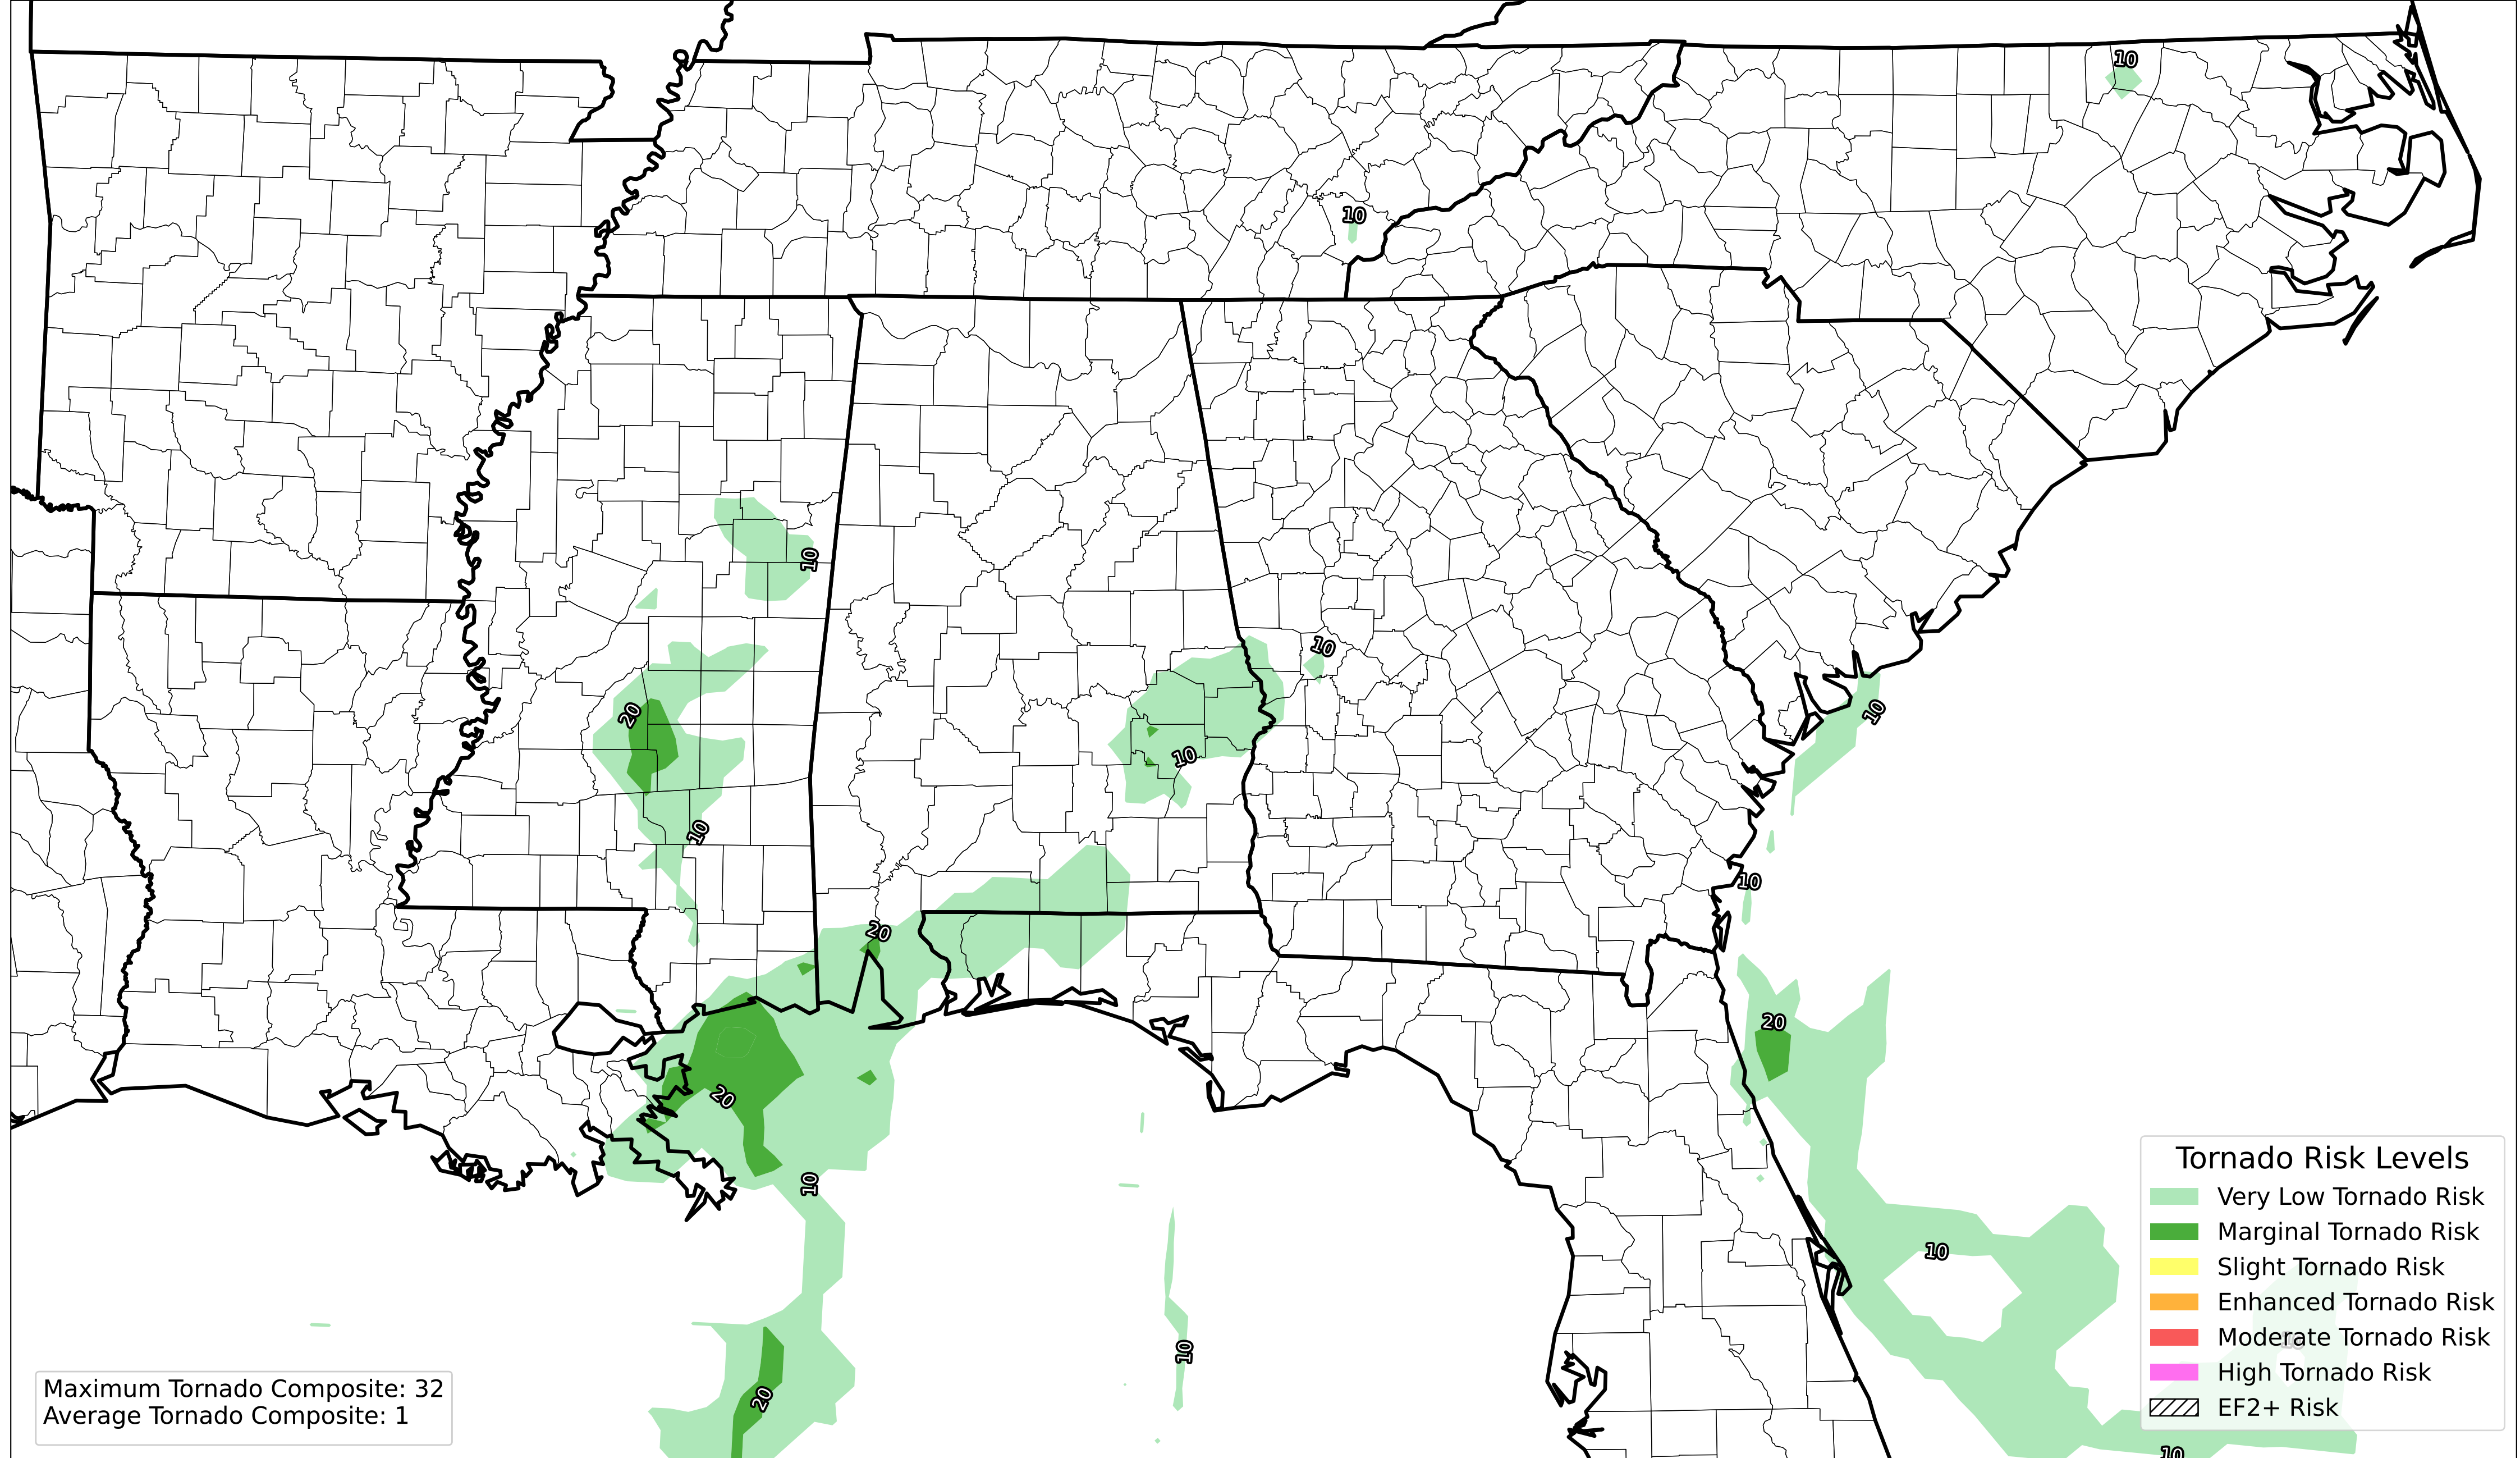 10
10
10
10
20
10
10
10
10
20
20
20
10
10
10
20
10
Tornado Risk Levels
Very Low Tornado Risk
Marginal Tornado Risk
Slight Tornado Risk
Enhanced Tornado Risk
Moderate Tornado Risk
High Tornado Risk
EF2+ Risk
Maximum Tornado Composite: 32
Average Tornado Composite: 1
10